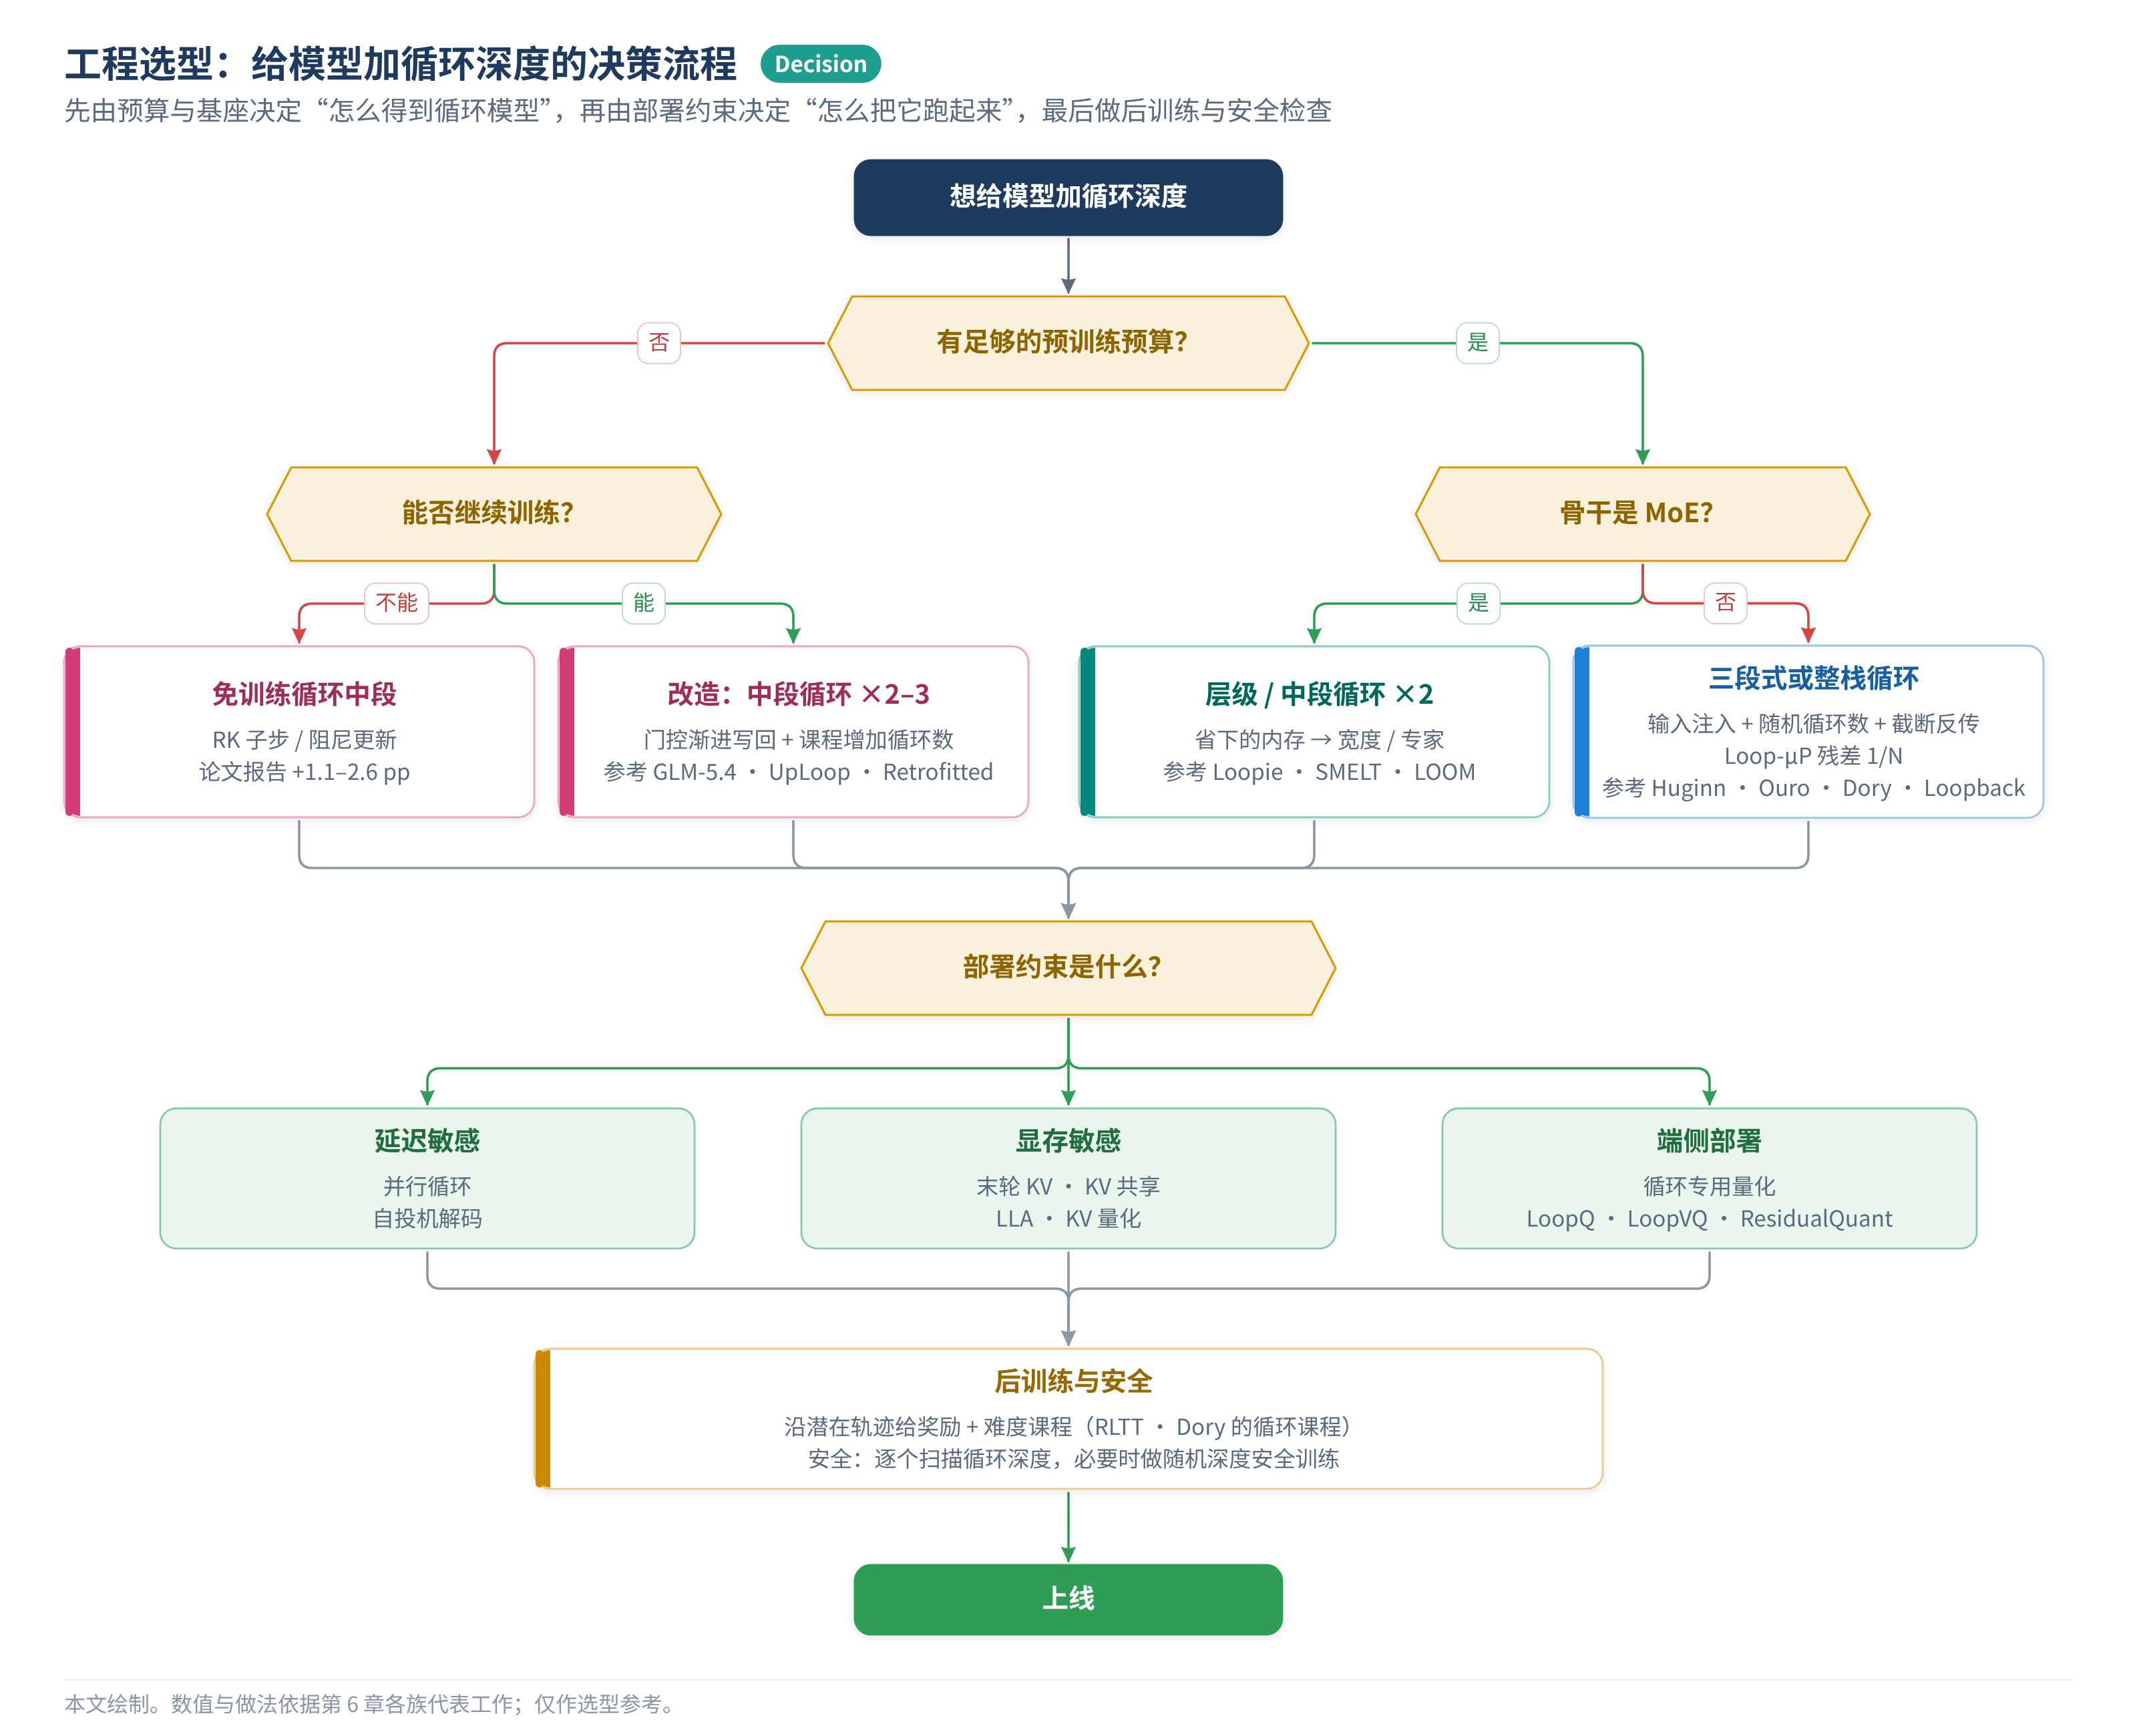 工程选型：给模型加循环深度的决策流程
Decision
先由预算与基座决定“怎么得到循环模型”，再由部署约束决定“怎么把它跑起来”，最后做后训练与安全检查
想给模型加循环深度
有足够的预训练预算？
否
是
能否继续训练？
骨干是 MoE？
不能
能
是
否
免训练循环中段
RK 子步 / 阻尼更新
论文报告 +1.1–2.6 pp
改造：中段循环 ×2–3
门控渐进写回 + 课程增加循环数
参考 GLM-5.4 · UpLoop · Retrofitted
层级 / 中段循环 ×2
省下的内存 → 宽度 / 专家
参考 Loopie · SMELT · LOOM
三段式或整栈循环
输入注入 + 随机循环数 + 截断反传
Loop-μP 残差 1/N
参考 Huginn · Ouro · Dory · Loopback
部署约束是什么？
延迟敏感
并行循环
自投机解码
显存敏感
末轮 KV · KV 共享
LLA · KV 量化
端侧部署
循环专用量化
LoopQ · LoopVQ · ResidualQuant
后训练与安全
沿潜在轨迹给奖励 + 难度课程（RLTT · Dory 的循环课程）
安全：逐个扫描循环深度，必要时做随机深度安全训练
上线
本文绘制。数值与做法依据第 6 章各族代表工作；仅作选型参考。